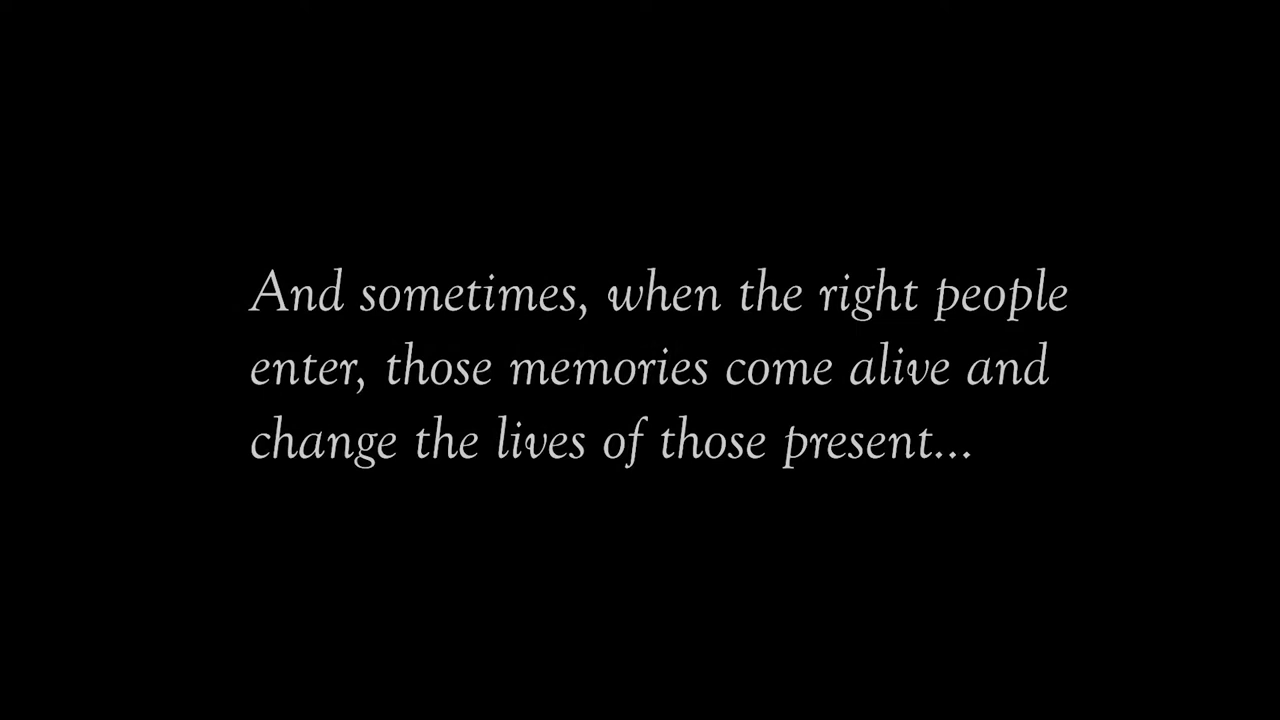 And sometimes, when the right people
enter, those memories come alive and
change the lives of those present...